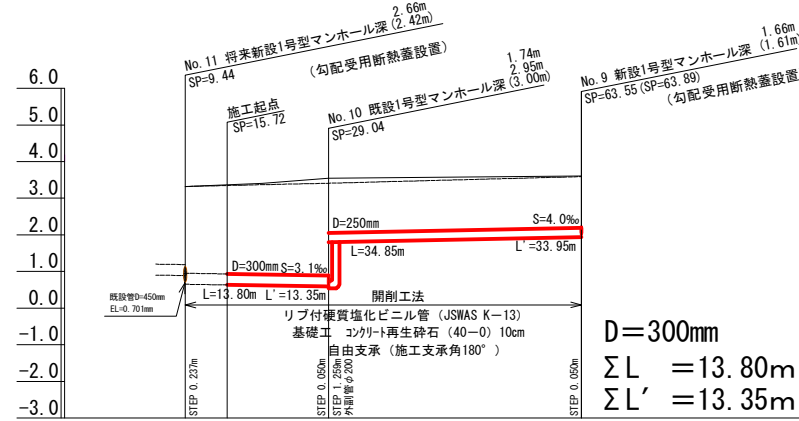 No.11 将来新設1号型マンホール深 2.66m (2.42m)
SP=9.44
(勾配受用断熱蓋設置)
施工起点
SP=15.72
No.10 既設1号型マンホール深 1.74m 2.95m (3.00m)
SP=29.04
No.9 新設1号型マンホール深 1.66m (1.61m)
SP=63.55(SP=63.89)
(勾配受用断熱蓋設置
6.0
5.0
4.0
3.0
2.0
1.0
0.0
-1.0
-2.0
-3.0
D=250mm
S=4.0‰
L=34.85m
L'=33.95m
D=300mm S=3.1‰
L=13.80m L'=13.35m
既設管D=450mm
EL=0.701mm
開削工法
リブ付硬質塩化ビニル管 (JSWAS K-13)
基礎工 コンクリート再生砕石 (40-0) 10cm
自由支承 (施工支承角180°)
STEP 0.237m
STEP 0.050m
STEP 1.259m
外副管φ200
STEP 0.050m
D=300mm
ΣL =13.80m
ΣL' =13.35m